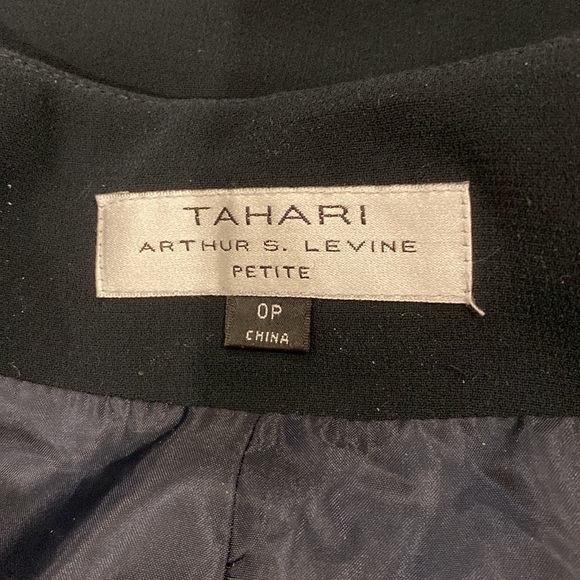 TAHARI
ARTHUR S. LEVINE
PETITE
0P
CHINA